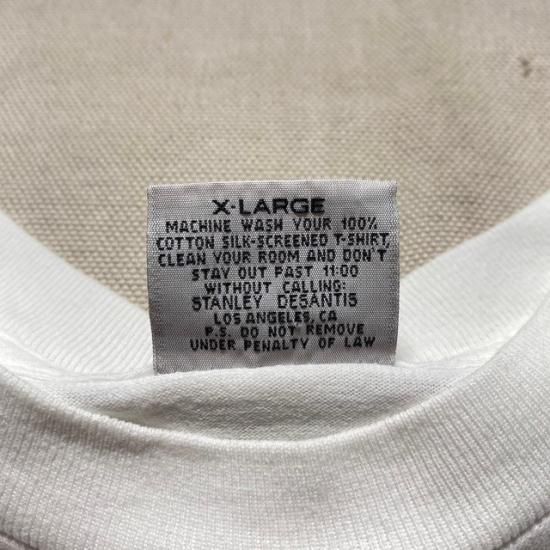 X-LARGE
MACHINE WASH YOUR 100%
COTTON SILK-SCREENED T-SHIRT,
CLEAN YOUR ROOM AND DON'T
STAY OUT PAST 11:00
WITHOUT CALLING:
STANLEY DESANTIS
LOS ANGELES, CA
P.S. DO NOT REMOVE
UNDER PENALTY OF LAW